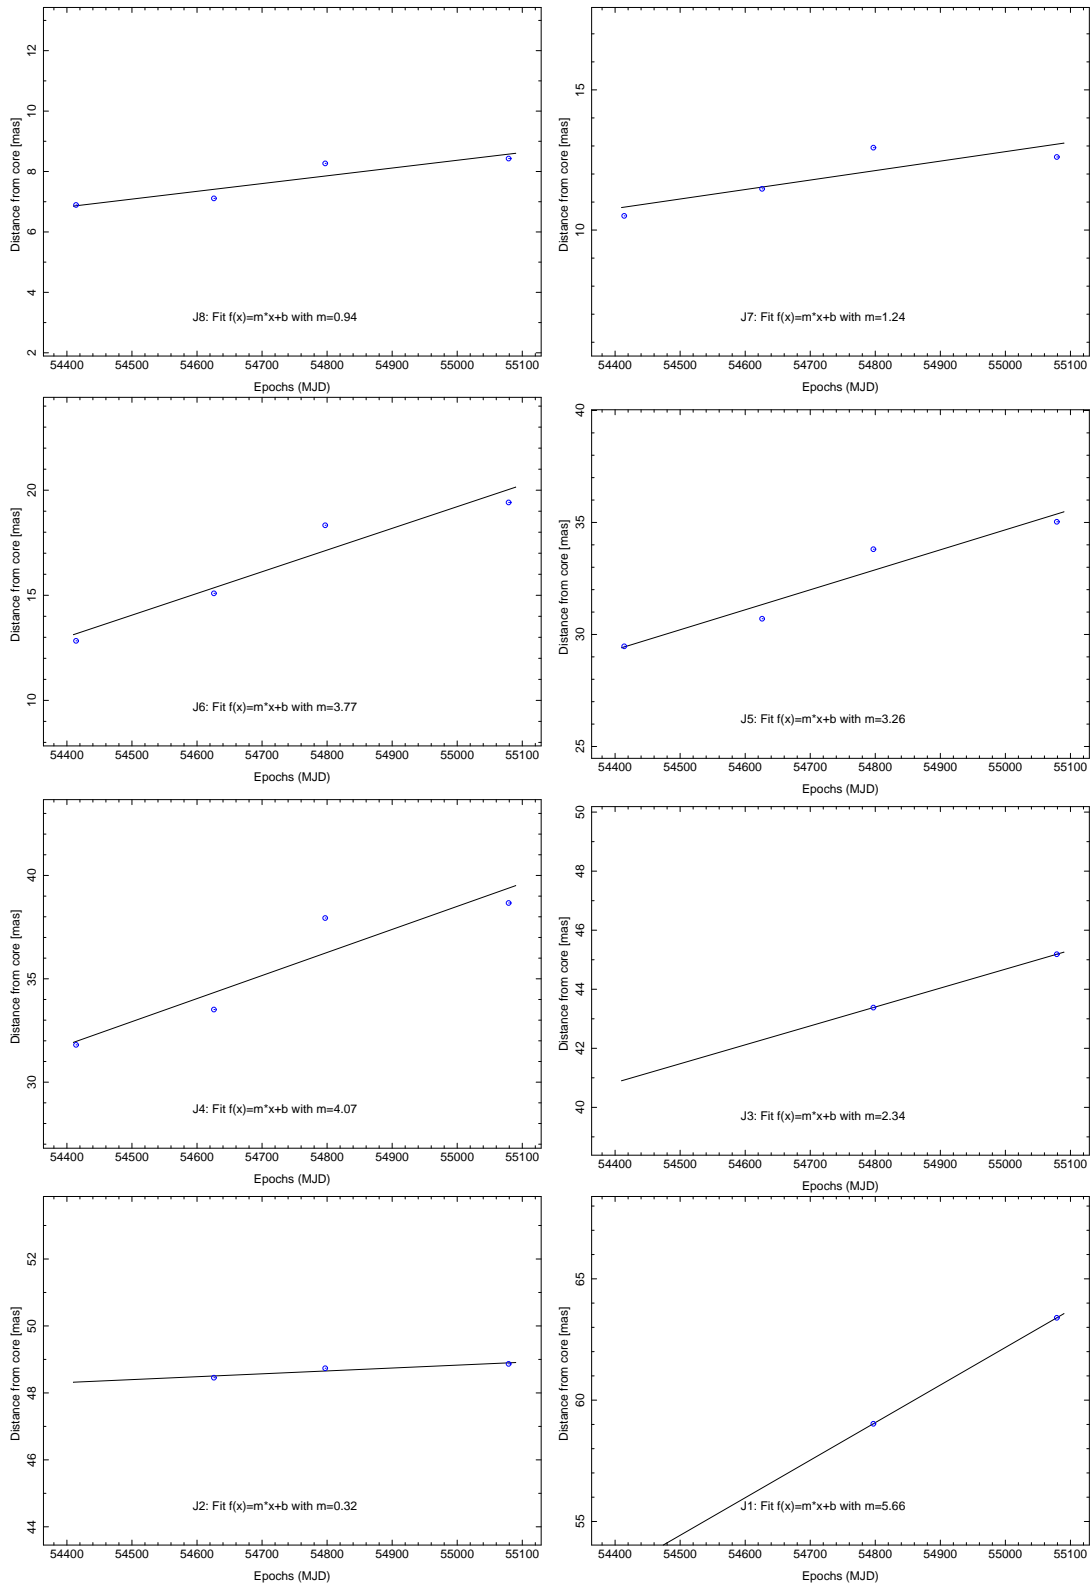 12
10
8
6
4
2
Distance from core [mas]
J8: Fit f(x)=m*x+b with m=0.94
54400 54500 54600 54700 54800 54900 55000 55100
Epochs (MJD)
15
10
Distance from core [mas]
J7: Fit f(x)=m*x+b with m=1.24
54400 54500 54600 54700 54800 54900 55000 55100
Epochs (MJD)
20
15
10
Distance from core [mas]
J6: Fit f(x)=m*x+b with m=3.77
54400 54500 54600 54700 54800 54900 55000 55100
Epochs (MJD)
40
35
30
25
Distance from core [mas]
J5: Fit f(x)=m*x+b with m=3.26
54400 54500 54600 54700 54800 54900 55000 55100
Epochs (MJD)
40
35
30
Distance from core [mas]
J4: Fit f(x)=m*x+b with m=4.07
54400 54500 54600 54700 54800 54900 55000 55100
Epochs (MJD)
50
48
46
44
42
40
Distance from core [mas]
J3: Fit f(x)=m*x+b with m=2.34
54400 54500 54600 54700 54800 54900 55000 55100
Epochs (MJD)
52
50
48
46
44
Distance from core [mas]
J2: Fit f(x)=m*x+b with m=0.32
54400 54500 54600 54700 54800 54900 55000 55100
Epochs (MJD)
65
60
55
Distance from core [mas]
J1: Fit f(x)=m*x+b with m=5.66
54400 54500 54600 54700 54800 54900 55000 55100
Epochs (MJD)